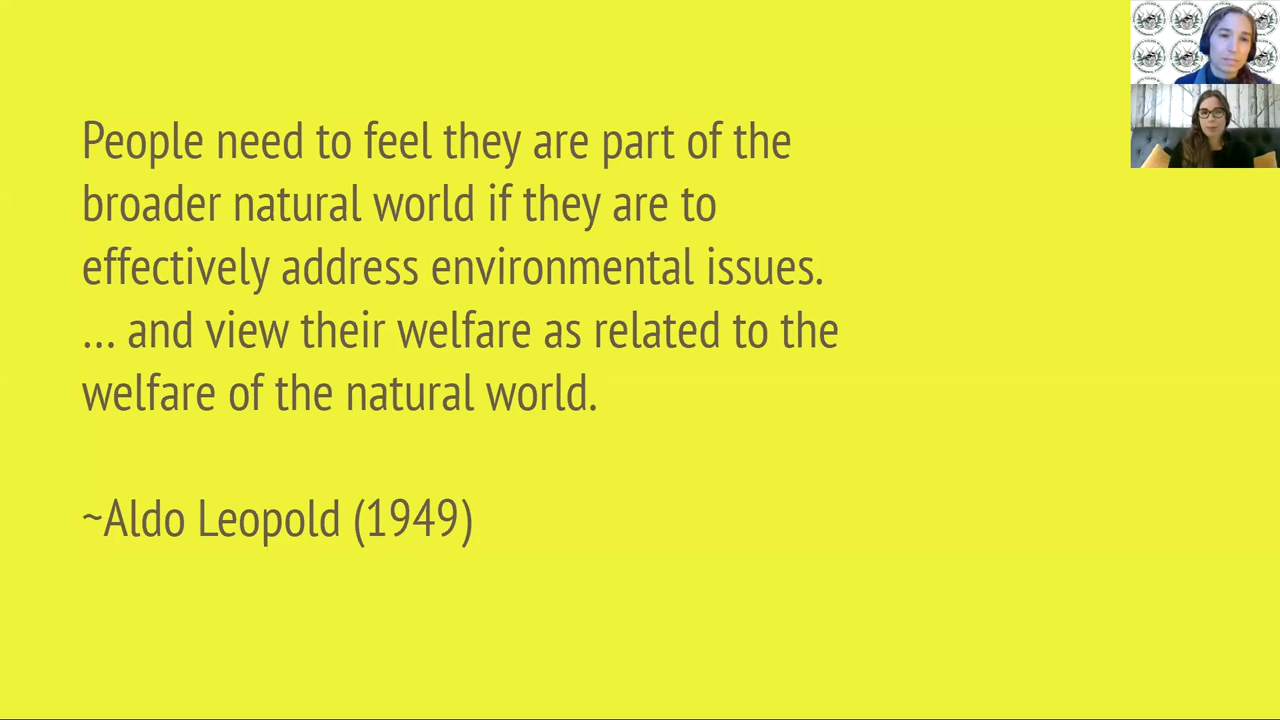 People need to feel they are part of the
broader natural world if they are to
effectively address environmental issues.
… and view their welfare as related to the
welfare of the natural world.
~Aldo Leopold (1949)